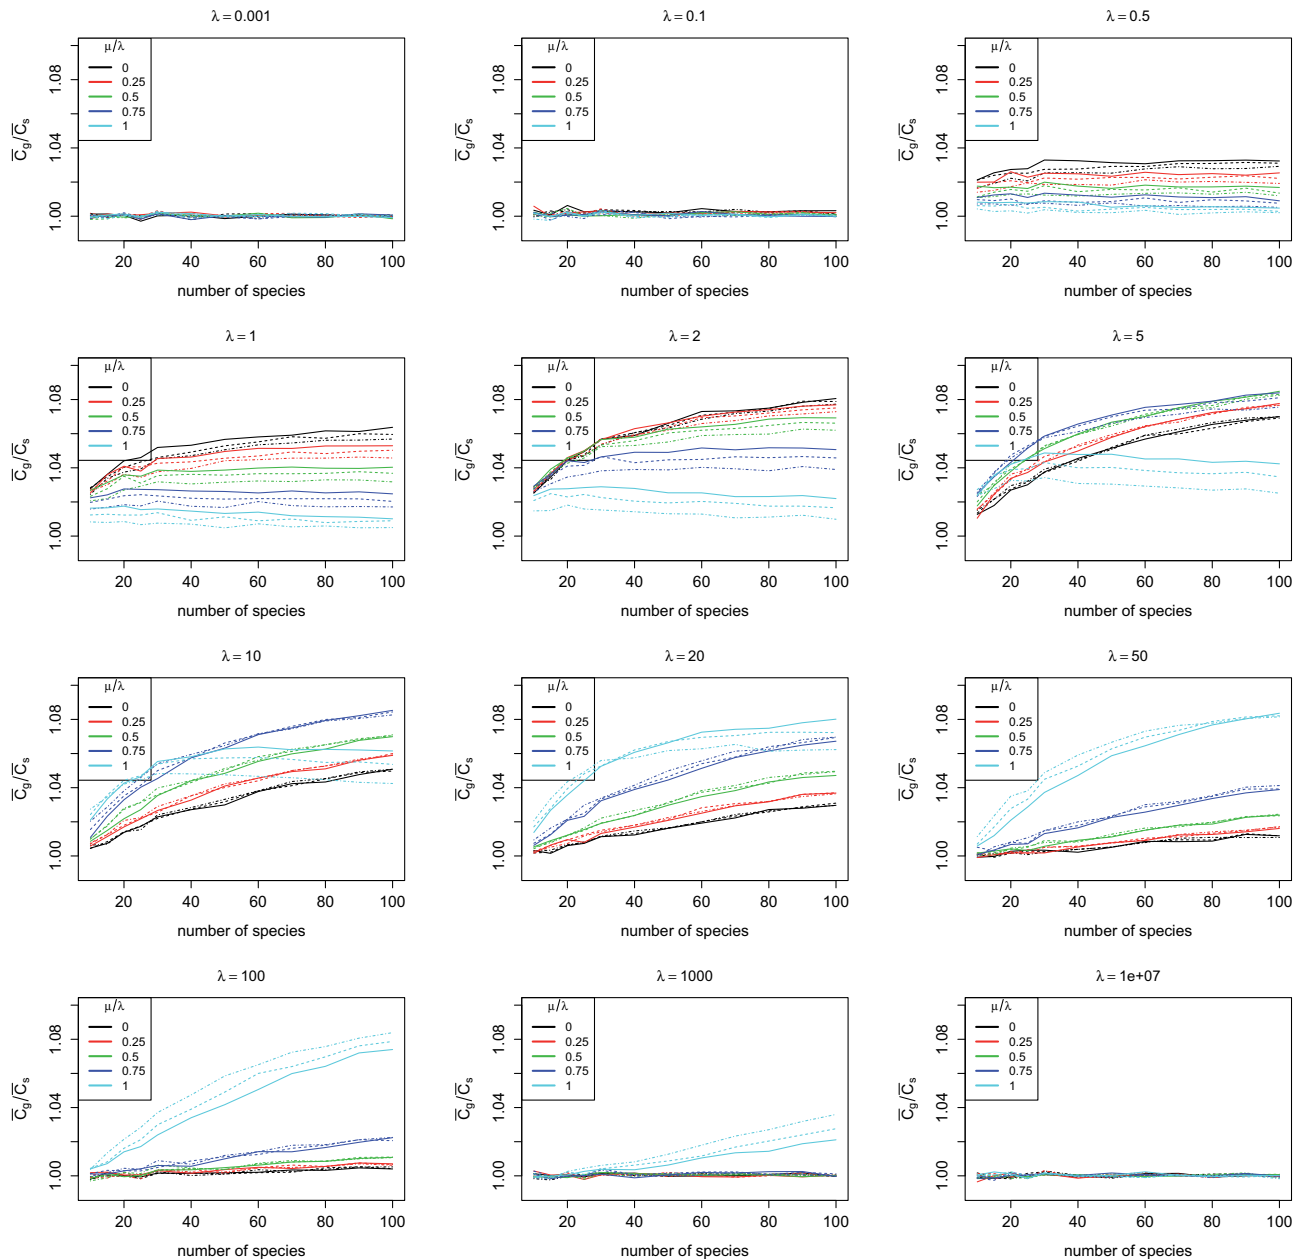 λ = 0.001
μ/λ
0
0.25
0.5
0.75
1
1.00 1.04 1.08
C̅g/C̅s
20 40 60 80 100
number of species
λ = 0.1
μ/λ
0
0.25
0.5
0.75
1
1.00 1.04 1.08
C̅g/C̅s
20 40 60 80 100
number of species
λ = 0.5
μ/λ
0
0.25
0.5
0.75
1
1.00 1.04 1.08
C̅g/C̅s
20 40 60 80 100
number of species
λ = 1
μ/λ
0
0.25
0.5
0.75
1
1.00 1.04 1.08
C̅g/C̅s
20 40 60 80 100
number of species
λ = 2
μ/λ
0
0.25
0.5
0.75
1
1.00 1.04 1.08
C̅g/C̅s
20 40 60 80 100
number of species
λ = 5
μ/λ
0
0.25
0.5
0.75
1
1.00 1.04 1.08
C̅g/C̅s
20 40 60 80 100
number of species
λ = 10
μ/λ
0
0.25
0.5
0.75
1
1.00 1.04 1.08
C̅g/C̅s
20 40 60 80 100
number of species
λ = 20
μ/λ
0
0.25
0.5
0.75
1
1.00 1.04 1.08
C̅g/C̅s
20 40 60 80 100
number of species
λ = 50
μ/λ
0
0.25
0.5
0.75
1
1.00 1.04 1.08
C̅g/C̅s
20 40 60 80 100
number of species
λ = 100
μ/λ
0
0.25
0.5
0.75
1
1.00 1.04 1.08
C̅g/C̅s
20 40 60 80 100
number of species
λ = 1000
μ/λ
0
0.25
0.5
0.75
1
1.00 1.04 1.08
C̅g/C̅s
20 40 60 80 100
number of species
λ = 1e+07
μ/λ
0
0.25
0.5
0.75
1
1.00 1.04 1.08
C̅g/C̅s
20 40 60 80 100
number of species